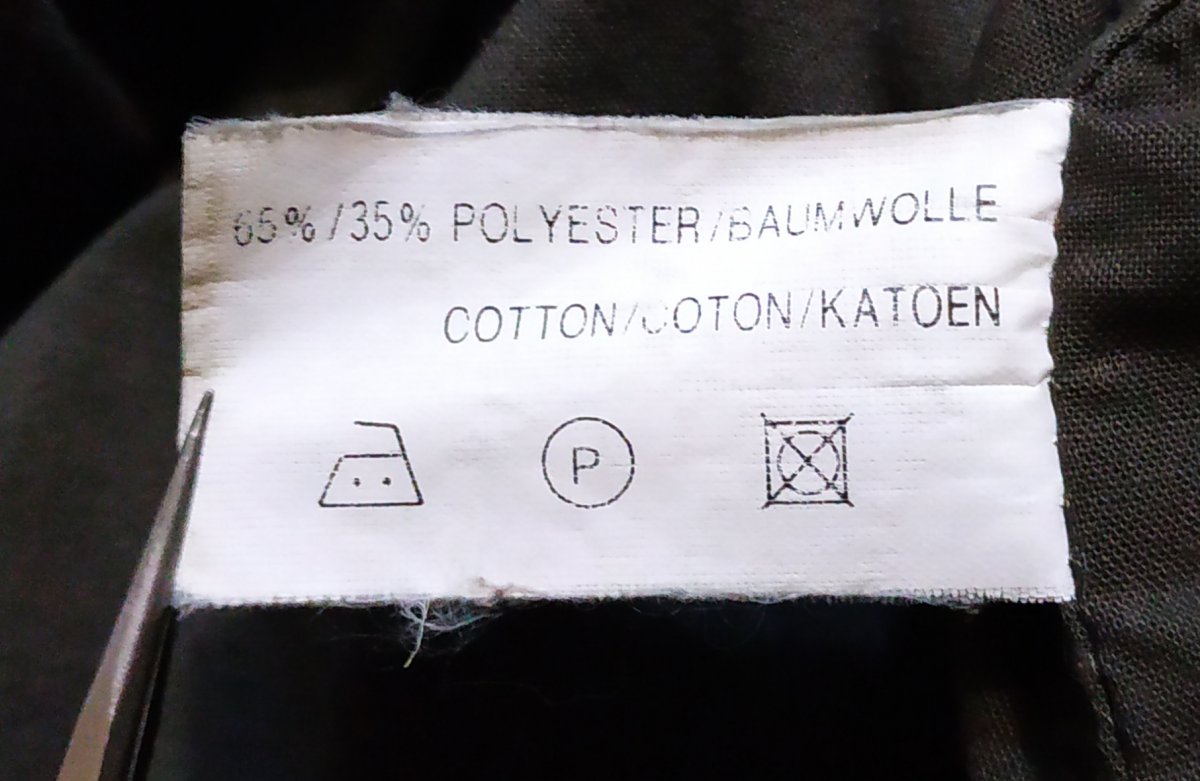 65%/35% POLYESTER/BAUMWOLLE
COTTON/COTON/KATOEN
P